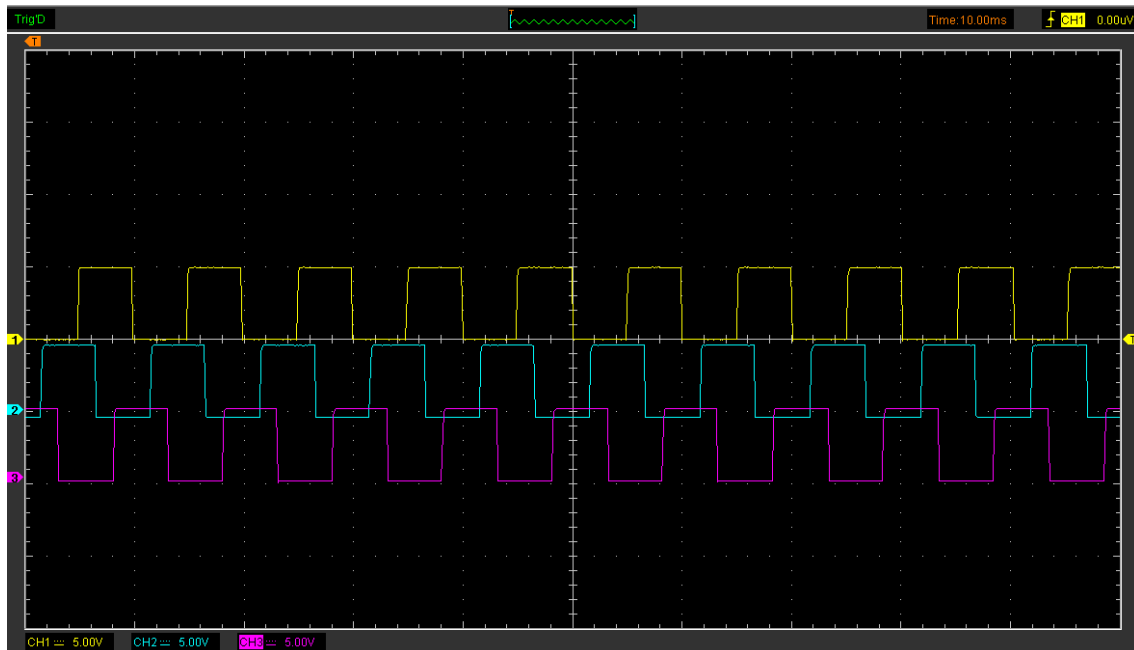 Trig'D
T
Time:10.00ms
CH1 0.00uV
T
1
T
2
3
CH1 5.00V
CH2 5.00V
CH3 5.00V